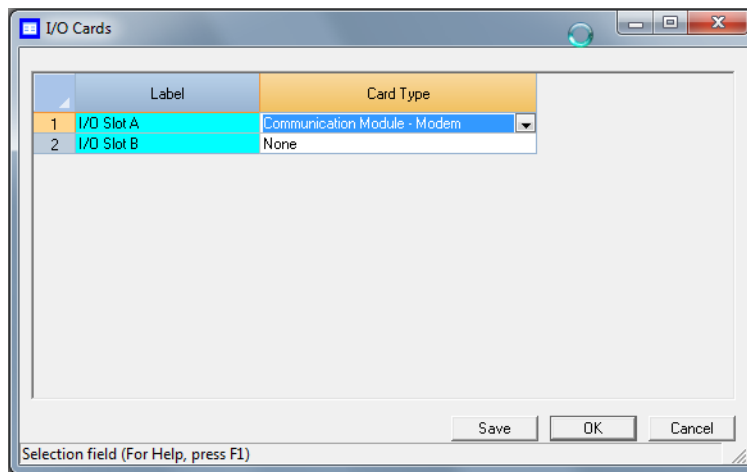 I/O Cards
Label Card Type
1 I/O Slot A Communication Module - Modem
2 I/O Slot B None
Save OK Cancel
Selection field (For Help, press F1)